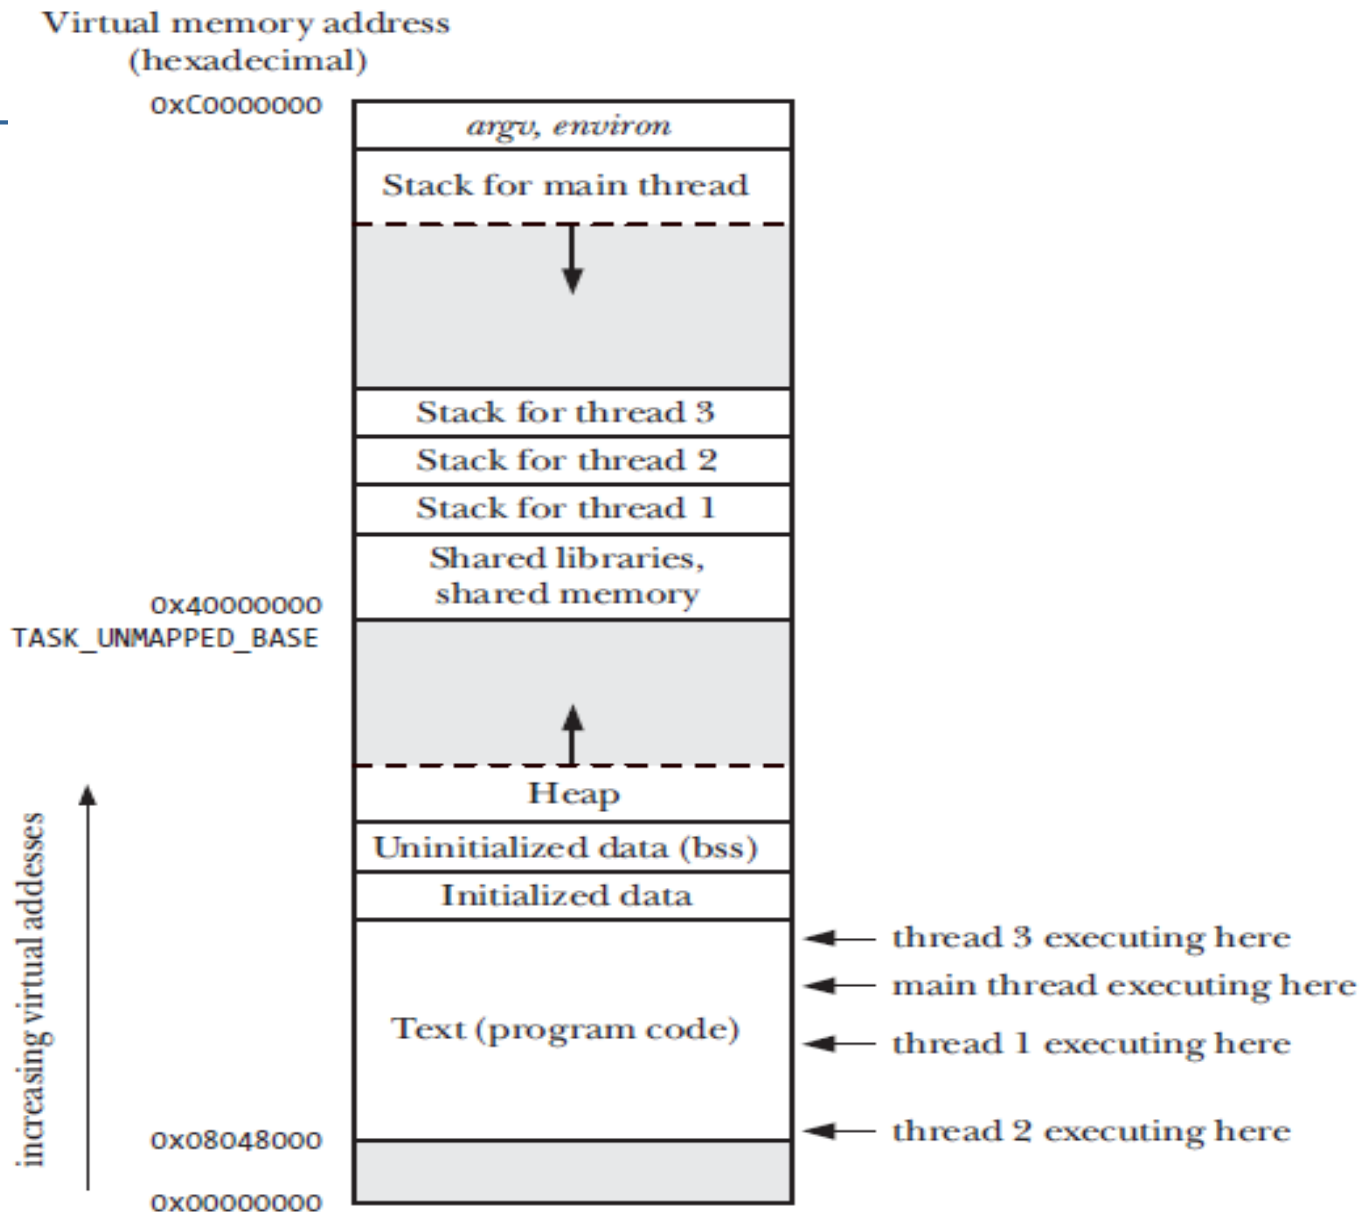 Virtual memory address
(hexadecimal)
0xC0000000
argv, environ
Stack for main thread
Stack for thread 3
Stack for thread 2
Stack for thread 1
Shared libraries,
shared memory
0x40000000
TASK_UNMAPPED_BASE
Heap
Uninitialized data (bss)
Initialized data
thread 3 executing here
main thread executing here
Text (program code)
thread 1 executing here
thread 2 executing here
0x08048000
0x00000000
increasing virtual addesses